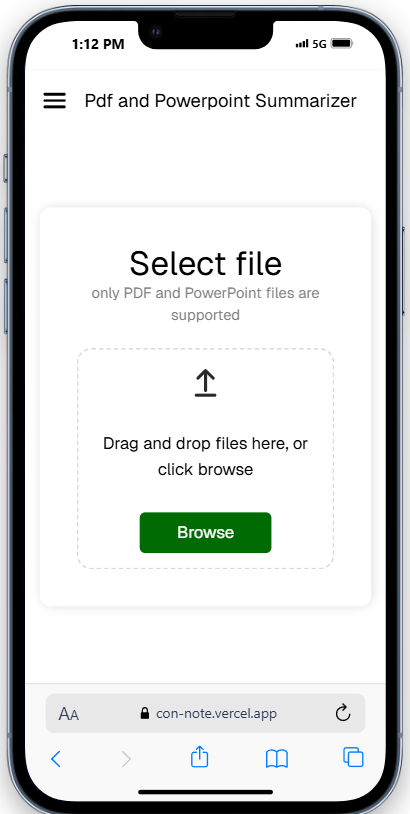 1:12 PM 5G
Pdf and Powerpoint Summarizer
Select file
only PDF and PowerPoint files are
supported
Drag and drop files here, or
click browse
Browse
AA con-note.vercel.app